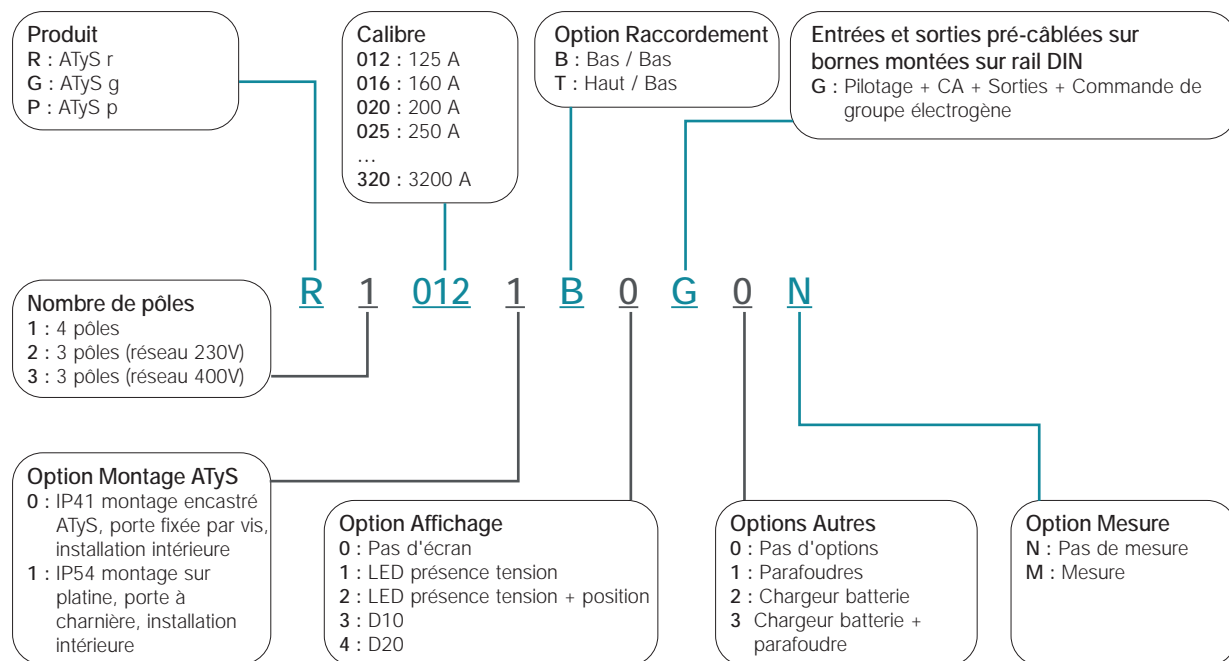 Produit
R : ATyS r
G : ATyS g
P : ATyS p
Calibre
012 : 125 A
016 : 160 A
020 : 200 A
025 : 250 A
...
320 : 3200 A
Option Raccordement
B : Bas / Bas
T : Haut / Bas
Entrées et sorties pré-câblées sur
bornes montées sur rail DIN
G : Pilotage + CA + Sorties + Commande de
groupe électrogène
R 1 012 1 B 0 G 0 N
Nombre de pôles
1 : 4 pôles
2 : 3 pôles (réseau 230V)
3 : 3 pôles (réseau 400V)
Option Montage ATyS
0 : IP41 montage encastré
ATyS, porte fixée par vis,
installation intérieure
1 : IP54 montage sur
platine, porte à
charnière, installation
intérieure
Option Affichage
0 : Pas d'écran
1 : LED présence tension
2 : LED présence tension + position
3 : D10
4 : D20
Options Autres
0 : Pas d'options
1 : Parafoudres
2 : Chargeur batterie
3 Chargeur batterie +
parafoudre
Option Mesure
N : Pas de mesure
M : Mesure